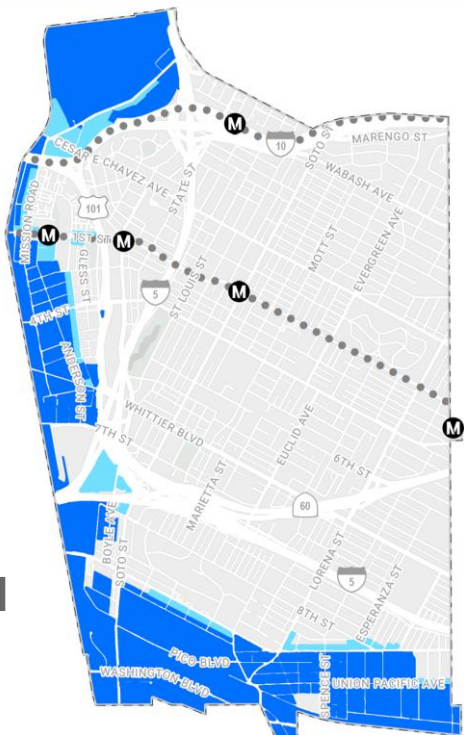 M
10
MARENGO ST
SOTO ST
CESAR E CHAVEZ AVE
STATE ST
WABASH AVE
101
MISSION ROAD
M
1ST ST
M
MOTT ST
EVERGREEN AVE
GLESS ST
5
ST LOUIS ST
M
4TH ST
ANDERSON ST
WHITTIER BLVD
7TH ST
EUCLID AVE
M
6TH ST
MARIETTA ST
60
BOYLE AVE
SOTO ST
LORENA ST
5
ESPERANZA ST
8TH ST
PICO BLVD
WASHINGTON BLVD
SPENCE ST
UNION PACIFIC AVE